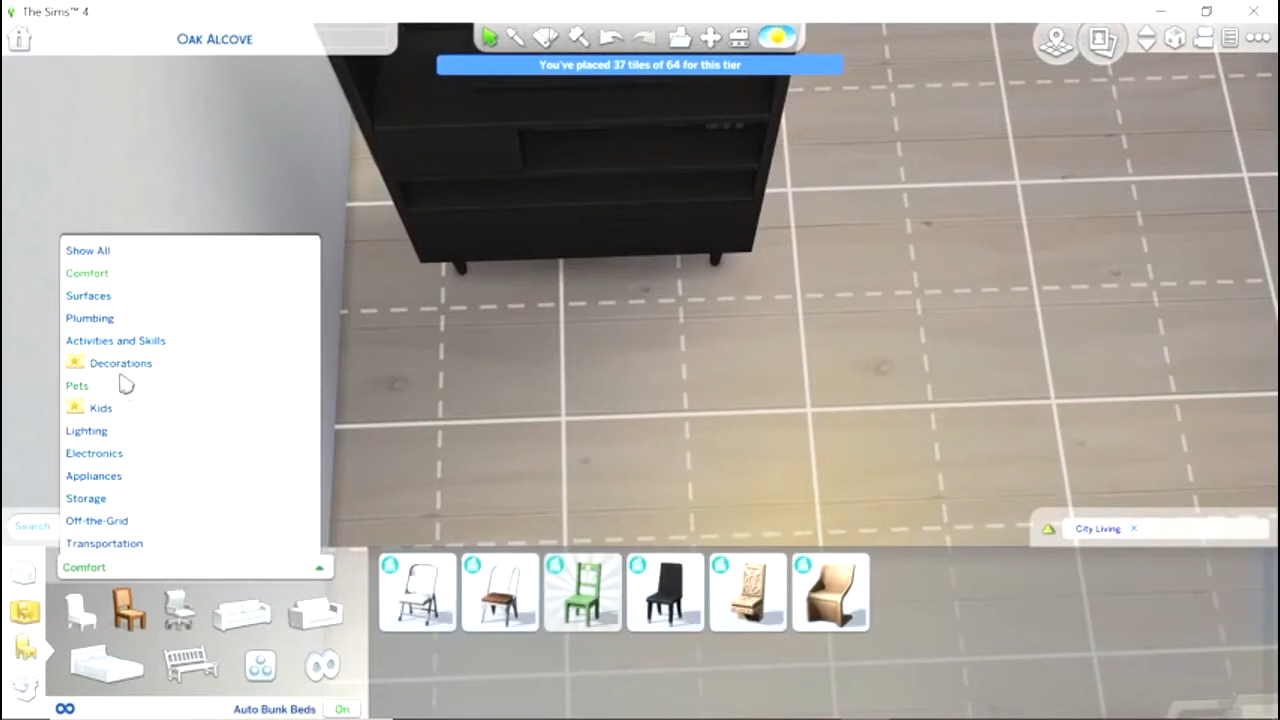 The Sims™ 4
OAK ALCOVE
You've placed 37 tiles of 64 for this tier
Show All
Comfort
Surfaces
Plumbing
Activities and Skills
Decorations
Pets
Kids
Lighting
Electronics
Appliances
Storage
Off-the-Grid
Transportation
Search
City Living ×
Comfort
Auto Bunk Beds On